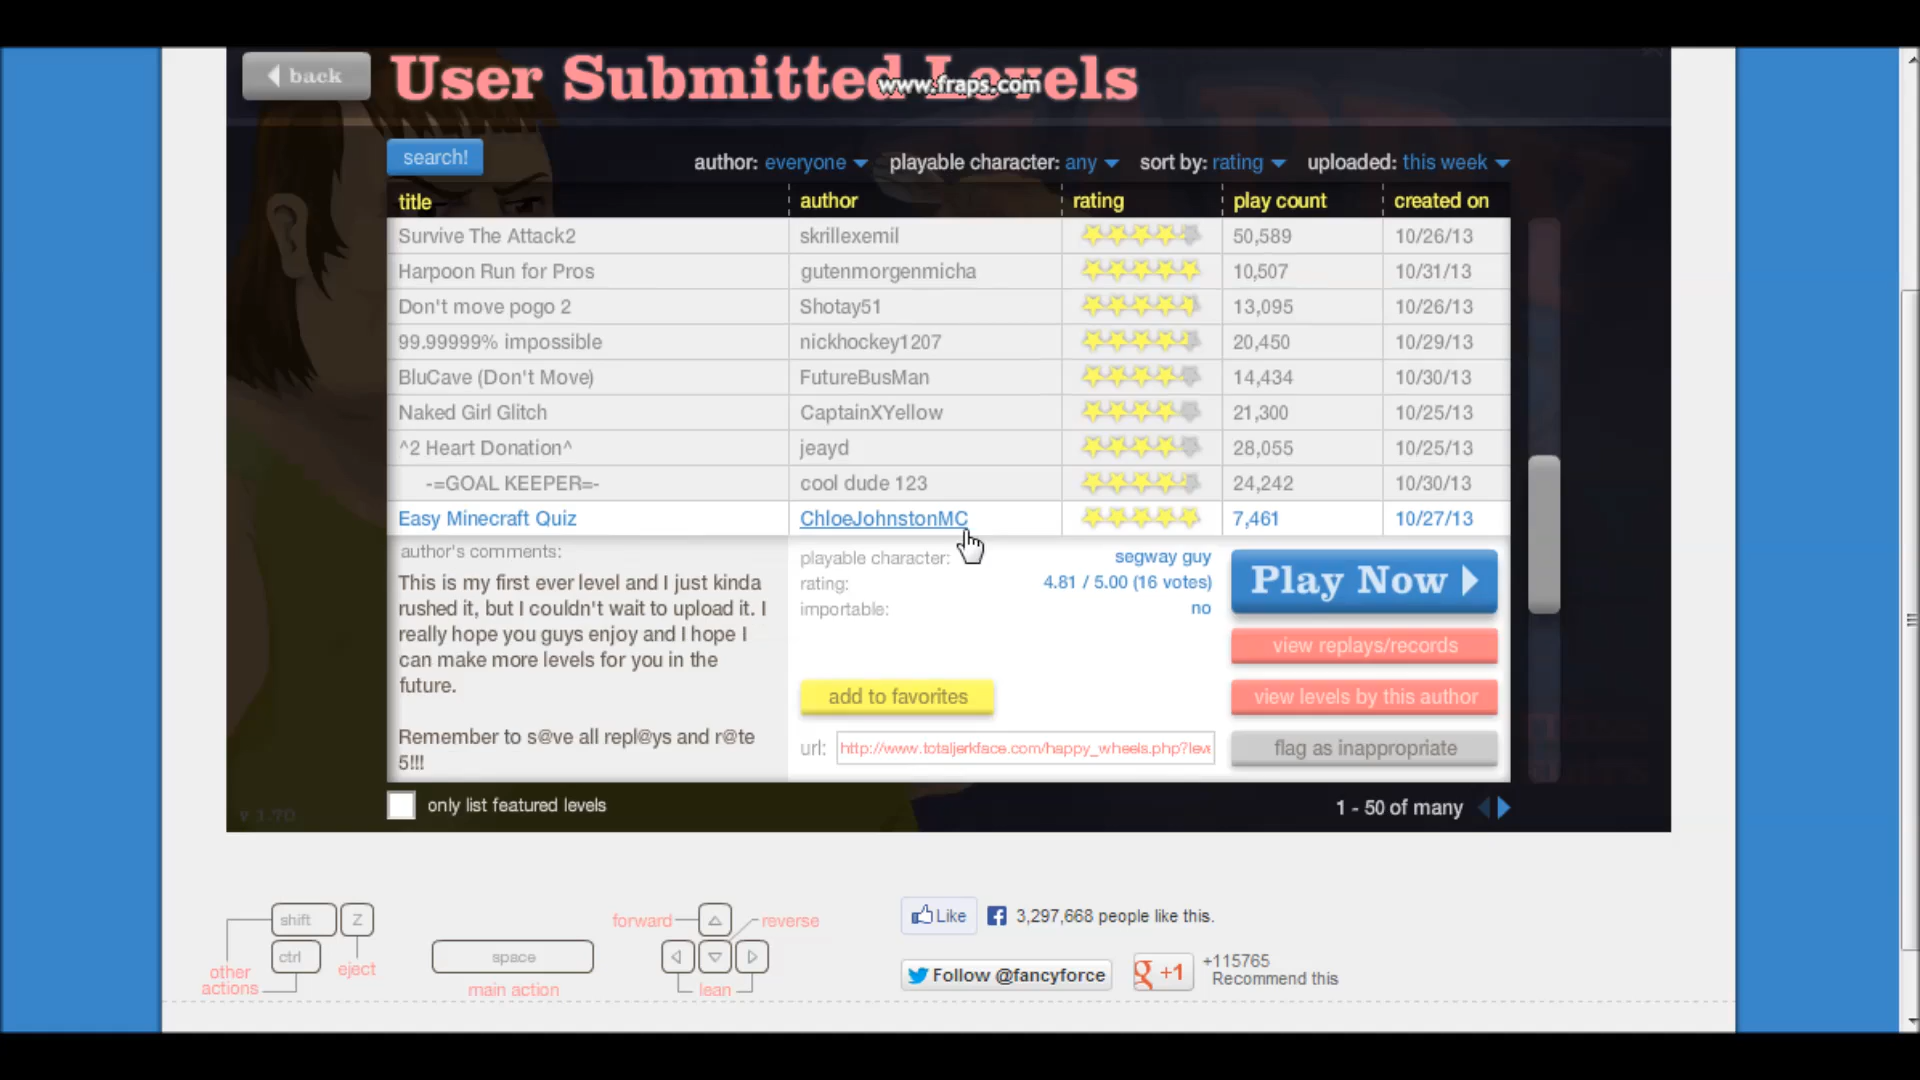 back
User Submitted Levels
www.fraps.com
search!
author: everyone
playable character: any
sort by: rating
uploaded: this week
title author rating play count created on
Survive The Attack2 skrillexemil 50,589 10/26/13
Harpoon Run for Pros gutenmorgenmicha 10,507 10/31/13
Don't move pogo 2 Shotay51 13,095 10/26/13
99.99999% impossible nickhockey1207 20,450 10/29/13
BluCave (Don't Move) FutureBusMan 14,434 10/30/13
Naked Girl Glitch CaptainXYellow 21,300 10/25/13
^2 Heart Donation^ jeayd 28,055 10/25/13
-=GOAL KEEPER=- cool dude 123 24,242 10/30/13
Easy Minecraft Quiz ChloeJohnstonMC 7,461 10/27/13
author's comments:
This is my first ever level and I just kinda
rushed it, but I couldn't wait to upload it. I
really hope you guys enjoy and I hope I
can make more levels for you in the
future.
Remember to s@ve all repl@ys and r@te
5!!!
playable character: segway guy
rating: 4.81 / 5.00 (16 votes)
importable: no
add to favorites
url: http://www.totaljerkface.com/happy_wheels.php?leve
Play Now
view replays/records
view levels by this author
flag as inappropriate
v 1.70
only list featured levels
1 - 50 of many
shift
Z
ctrl
other
actions
eject
space
main action
forward
reverse
lean
Like
3,297,668 people like this.
Follow @fancyforce
g +1
+115765
Recommend this